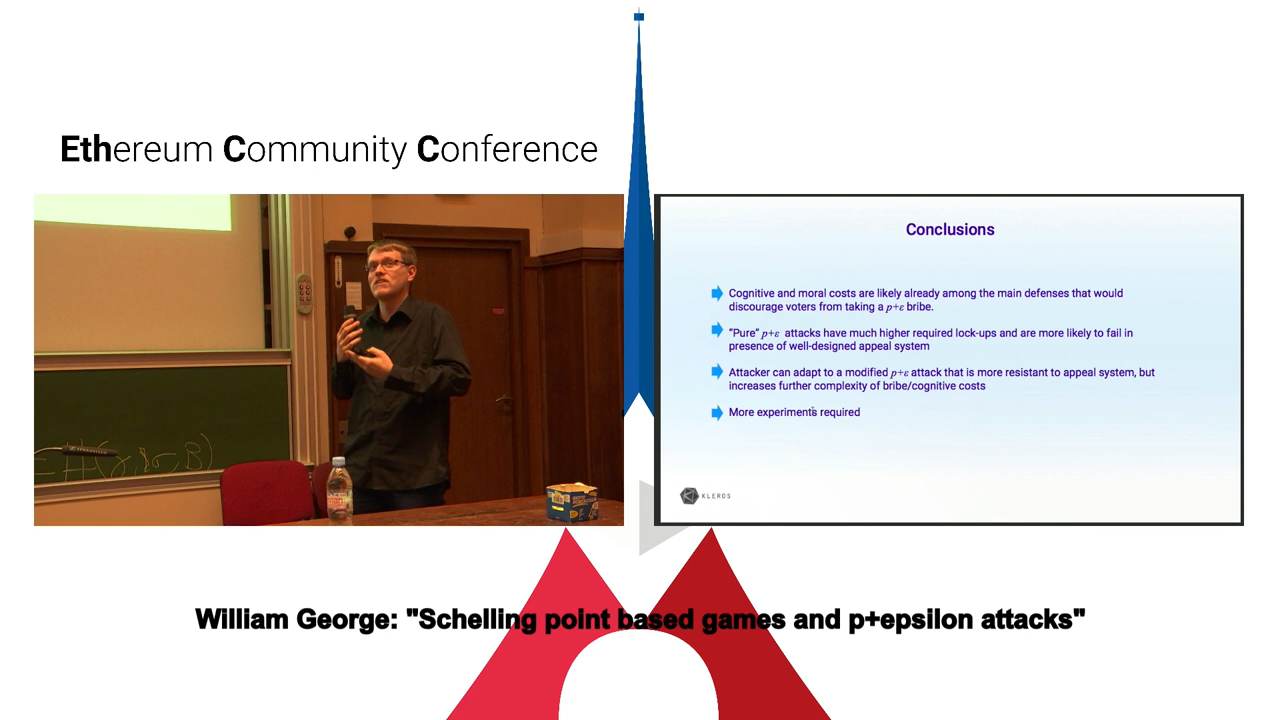 Ethereum Community Conference
Conclusions
Cognitive and moral costs are likely already among the main defenses that would
discourage voters from taking a p+ε bribe.
"Pure" p+ε attacks have much higher required lock-ups and are more likely to fail in
presence of well-designed appeal system
Attacker can adapt to a modified p+ε attack that is more resistant to appeal system, but
increases further complexity of bribe/cognitive costs
More experiments required
KLEROS
William George: "Schelling point based games and p+epsilon attacks"